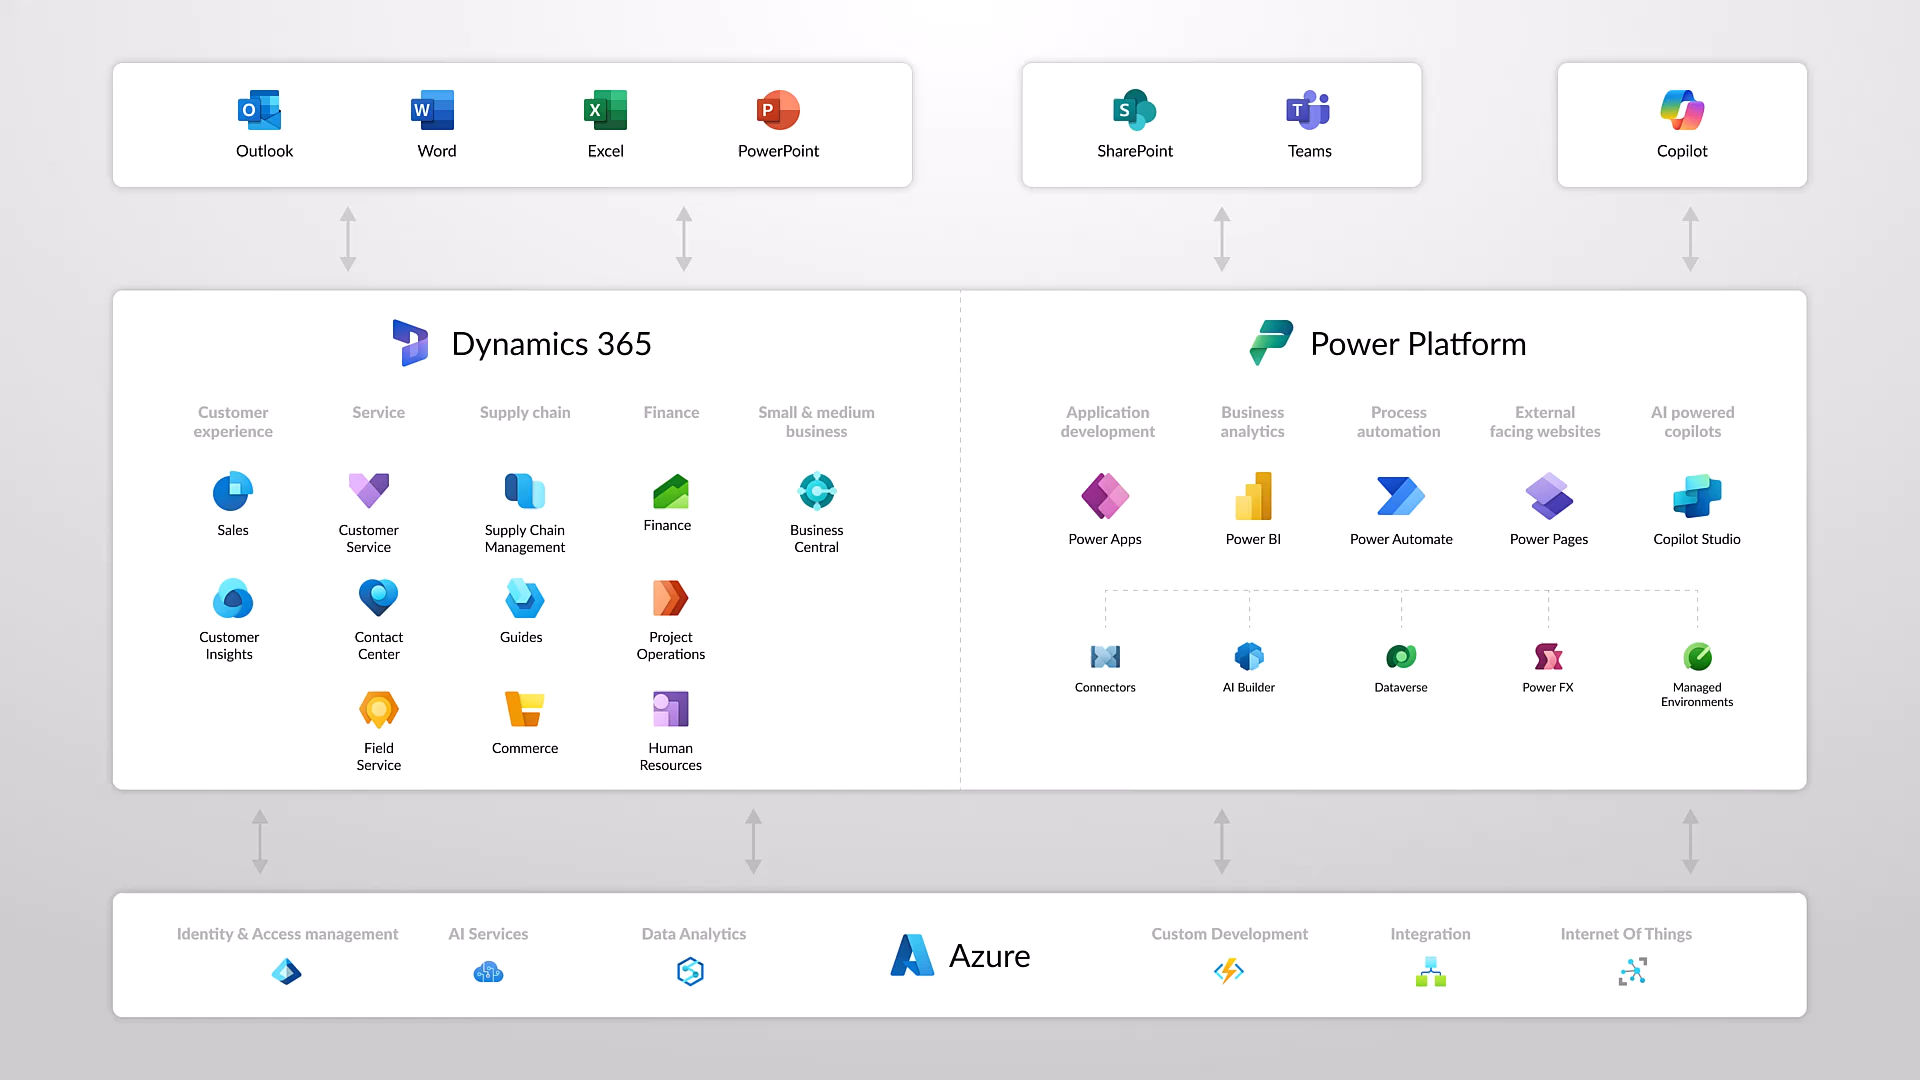 O
W
X
P
S
T
Outlook
Word
Excel
PowerPoint
SharePoint
Teams
Copilot
Dynamics 365
Customer
experience
Service
Supply chain
Finance
Small & medium
business
Sales
Customer
Service
Supply Chain
Management
Finance
Business
Central
Customer
Insights
Contact
Center
Guides
Project
Operations
Field
Service
Commerce
Human
Resources
Power Platform
Application
development
Business
analytics
Process
automation
External
facing websites
AI powered
copilots
Power Apps
Power BI
Power Automate
Power Pages
Copilot Studio
Connectors
AI Builder
Dataverse
Power FX
Managed
Environments
Identity & Access management
AI Services
Data Analytics
Azure
Custom Development
Integration
Internet Of Things